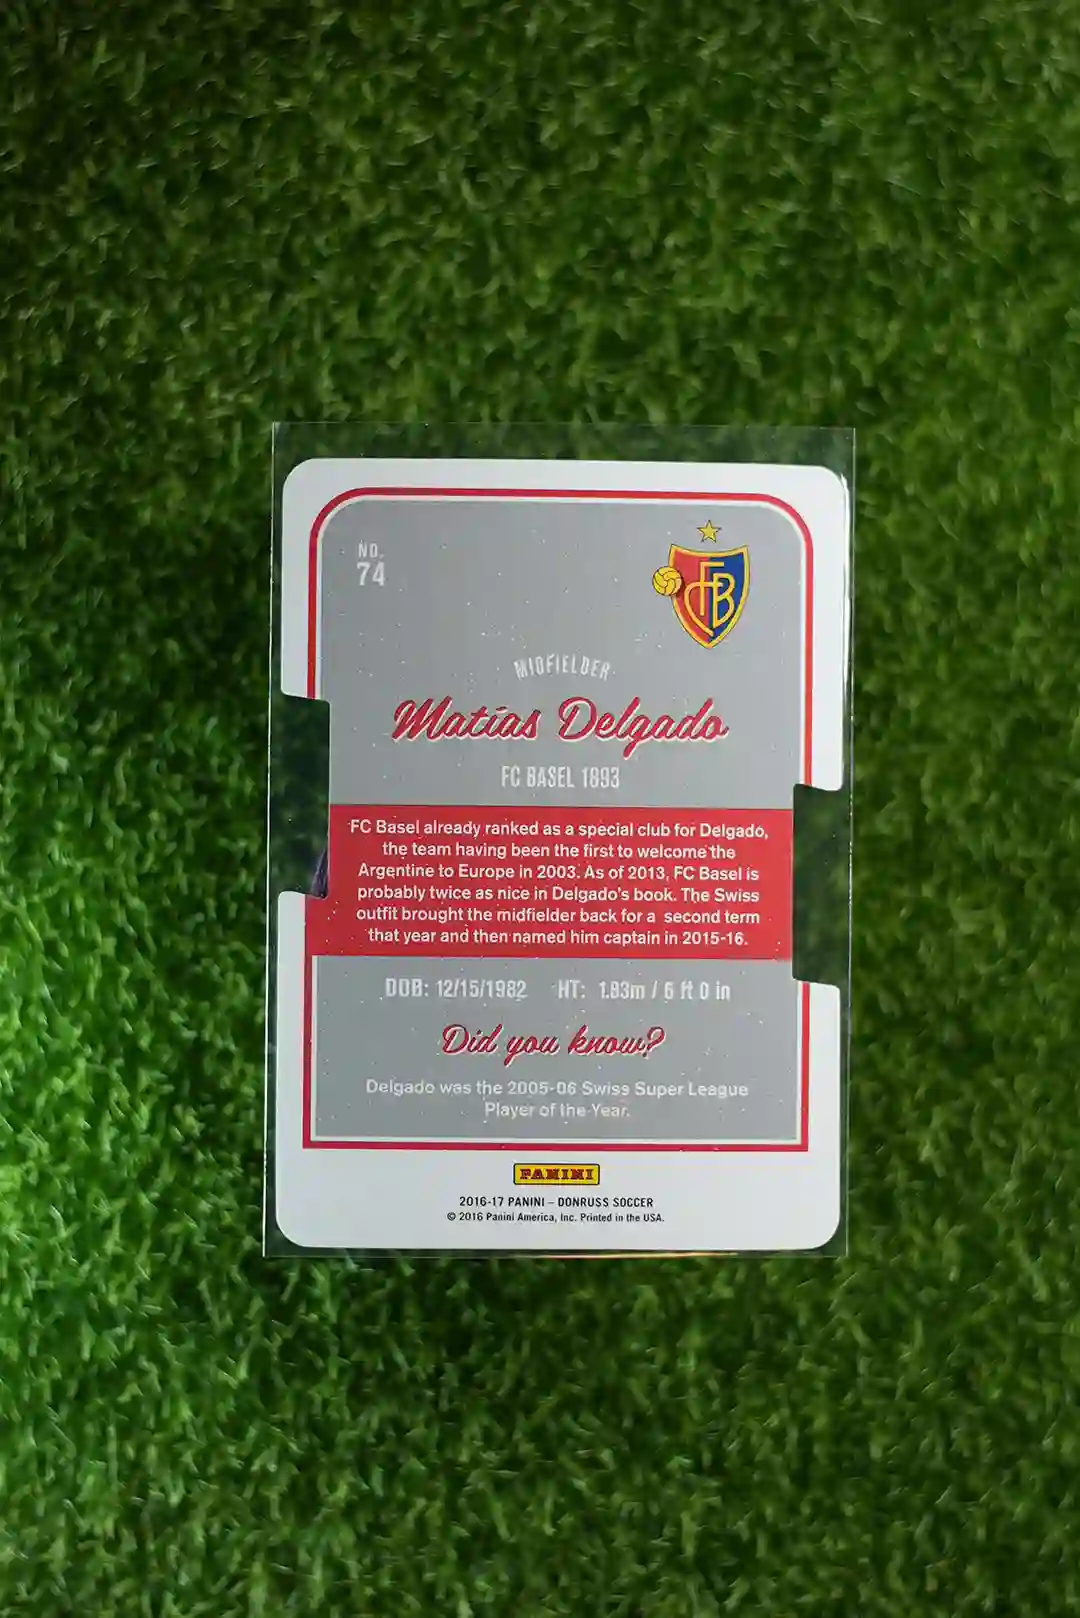 NO.
74
FCB
MIDFIELDER
Matías Delgado
FC BASEL 1893
FC Basel already ranked as a special club for Delgado,
the team having been the first to welcome the
Argentine to Europe in 2003. As of 2013, FC Basel is
probably twice as nice in Delgado's book. The Swiss
outfit brought the midfielder back for a second term
that year and then named him captain in 2015-16.
DOB: 12/15/1982 HT: 1.83m / 6 ft 0 in
Did you know?
Delgado was the 2005-06 Swiss Super League
Player of the Year.
PANINI
2016-17 PANINI – DONRUSS SOCCER
© 2016 Panini America, Inc. Printed in the USA.